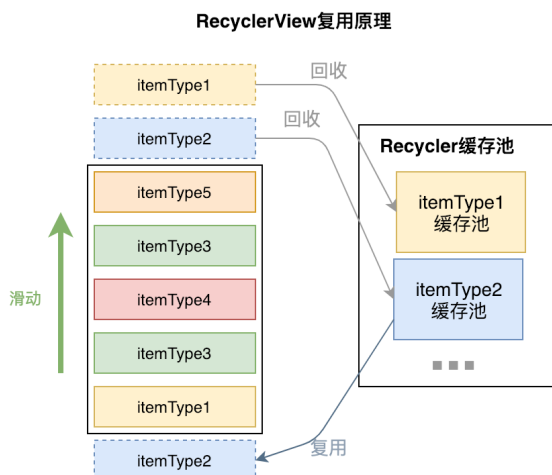 RecyclerView复用原理
itemType1
回收
itemType2
回收
Recycler缓存池
itemType5
itemType1
缓存池
itemType3
itemType2
缓存池
滑动
itemType4
itemType3
itemType1
复用
itemType2